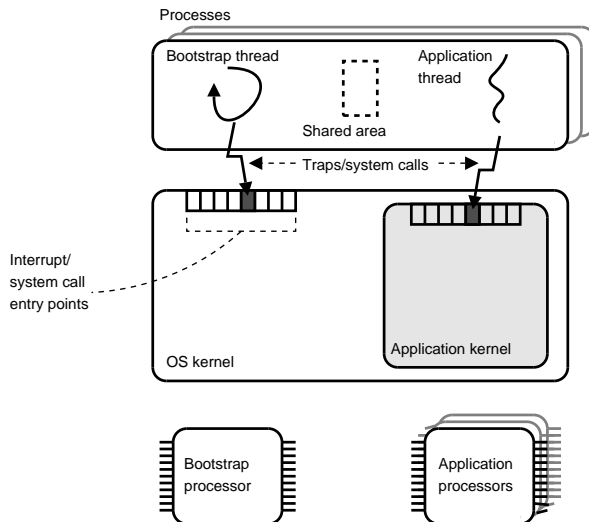 Processes
Bootstrap thread
Application
thread
Shared area
Traps/system calls
Interrupt/
system call
entry points
OS kernel
Application kernel
Bootstrap
processor
Application
processors